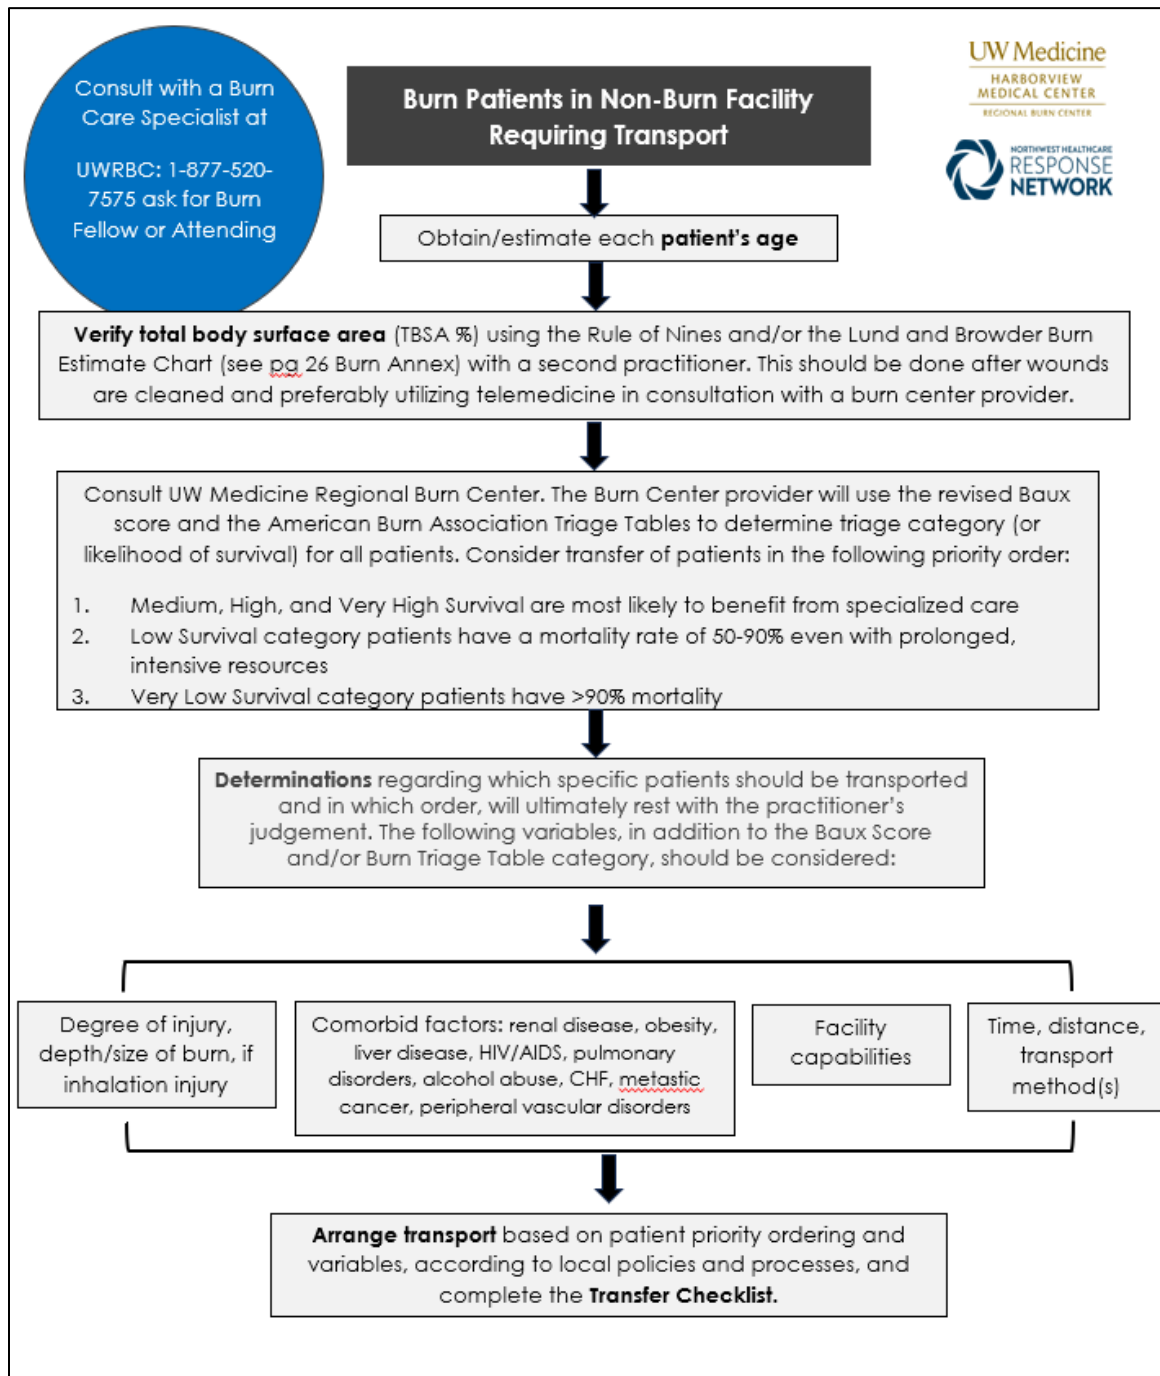 Consult with a Burn
Care Specialist at
UWRBC: 1-877-520-
7575 ask for Burn
Fellow or Attending
Burn Patients in Non-Burn Facility
Requiring Transport
UW Medicine
HARBORVIEW
MEDICAL CENTER
REGIONAL BURN CENTER
NORTHWEST HEALTHCARE
RESPONSE
NETWORK
Obtain/estimate each patient's age
Verify total body surface area (TBSA %) using the Rule of Nines and/or the Lund and Browder Burn
Estimate Chart (see pg 26 Burn Annex) with a second practitioner. This should be done after wounds
are cleaned and preferably utilizing telemedicine in consultation with a burn center provider.
Consult UW Medicine Regional Burn Center. The Burn Center provider will use the revised Baux
score and the American Burn Association Triage Tables to determine triage category (or
likelihood of survival) for all patients. Consider transfer of patients in the following priority order:
1. Medium, High, and Very High Survival are most likely to benefit from specialized care
2. Low Survival category patients have a mortality rate of 50-90% even with prolonged,
intensive resources
3. Very Low Survival category patients have >90% mortality
Determinations regarding which specific patients should be transported
and in which order, will ultimately rest with the practitioner's
judgement. The following variables, in addition to the Baux Score
and/or Burn Triage Table category, should be considered:
Degree of injury,
depth/size of burn, if
inhalation injury
Comorbid factors: renal disease, obesity,
liver disease, HIV/AIDS, pulmonary
disorders, alcohol abuse, CHF, metastic
cancer, peripheral vascular disorders
Facility
capabilities
Time, distance,
transport
method(s)
Arrange transport based on patient priority ordering and
variables, according to local policies and processes, and
complete the Transfer Checklist.